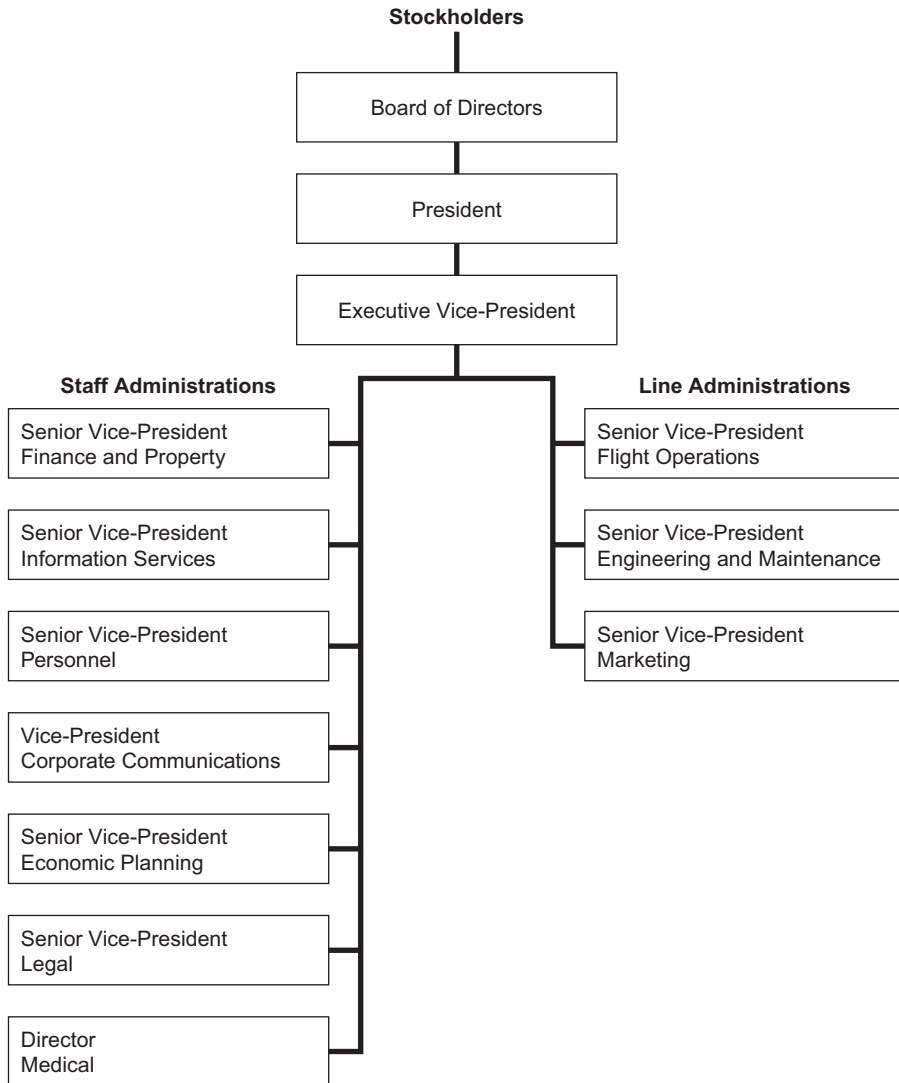 Stockholders
Board of Directors
President
Executive Vice-President
Staff Administrations
Senior Vice-President
Finance and Property
Senior Vice-President
Information Services
Senior Vice-President
Personnel
Vice-President
Corporate Communications
Senior Vice-President
Economic Planning
Senior Vice-President
Legal
Director
Medical
Line Administrations
Senior Vice-President
Flight Operations
Senior Vice-President
Engineering and Maintenance
Senior Vice-President
Marketing